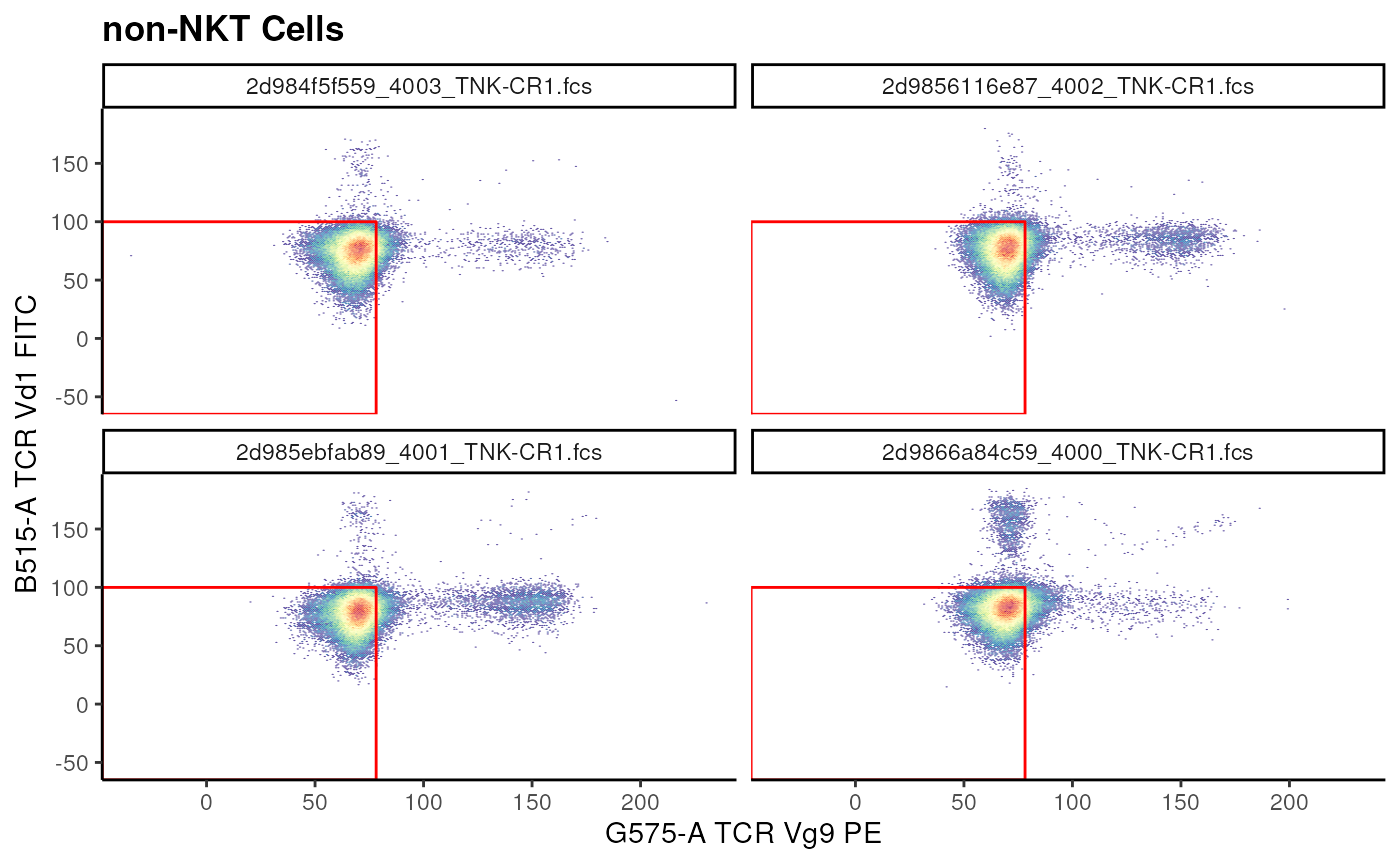 non-NKT Cells
2d984f5f559_4003_TNK-CR1.fcs
2d9856116e87_4002_TNK-CR1.fcs
150
100
50
0
-50
2d985ebfab89_4001_TNK-CR1.fcs
2d9866a84c59_4000_TNK-CR1.fcs
150
100
50
0
-50
0 50 100 150 200
0 50 100 150 200
G575-A TCR Vg9 PE
B515-A TCR Vd1 FITC